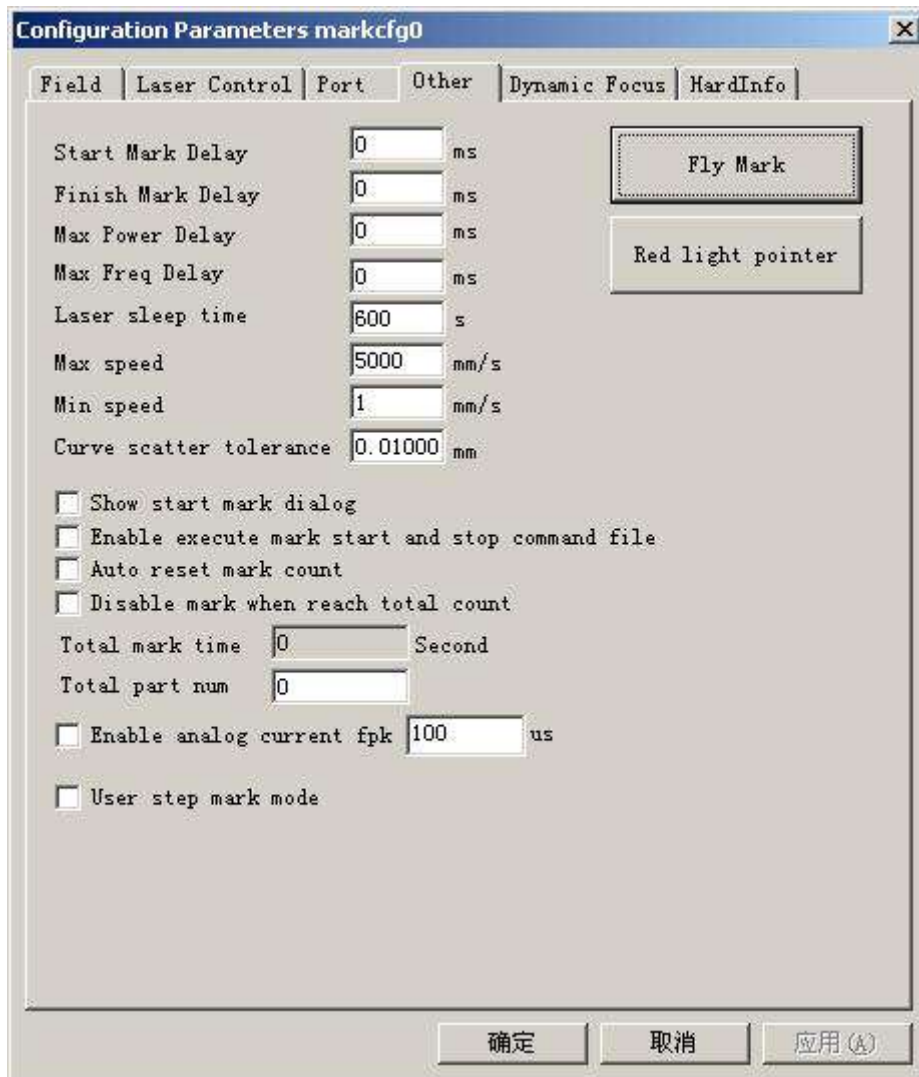 Configuration Parameters markcfg0
Field Laser Control Port Other Dynamic Focus HardInfo
Start Mark Delay 0 ms
Fly Mark
Finish Mark Delay 0 ms
Max Power Delay 0 ms
Red light pointer
Max Freq Delay 0 ms
Laser sleep time 600 s
Max speed 5000 mm/s
Min speed 1 mm/s
Curve scatter tolerance 0.01000 mm
Show start mark dialog
Enable execute mark start and stop command file
Auto reset mark count
Disable mark when reach total count
Total mark time 0 Second
Total part num 0
Enable analog current fpk 100 us
User step mark mode
确定 取消 应用(A)